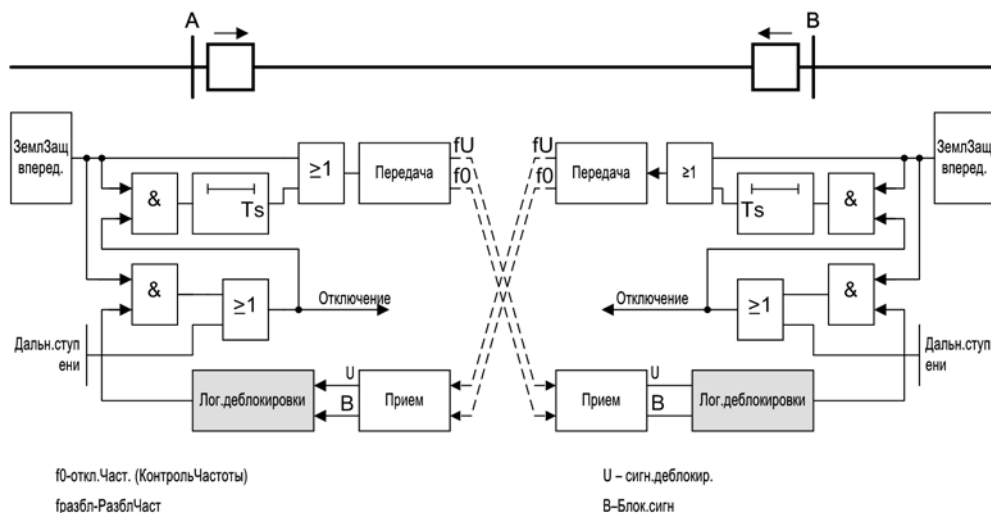 A
B
ЗемлЗащ
вперед.
&
Ts
≥1
Передача
fU
f0
fU
f0
Передача
≥1
Ts
&
ЗемлЗащ
вперед.
&
≥1
Отключение
Отключение
≥1
&
Дальн.ступ
ени
Дальн.ступ
ени
Лог.деблокировки
U
B
Прием
Прием
U
B
Лог.деблокировки
f0-откл.Част. (КонтрольЧастоты)
U – сигн.деблокир.
fразбл-РазблЧаст
B–Блок.сигн